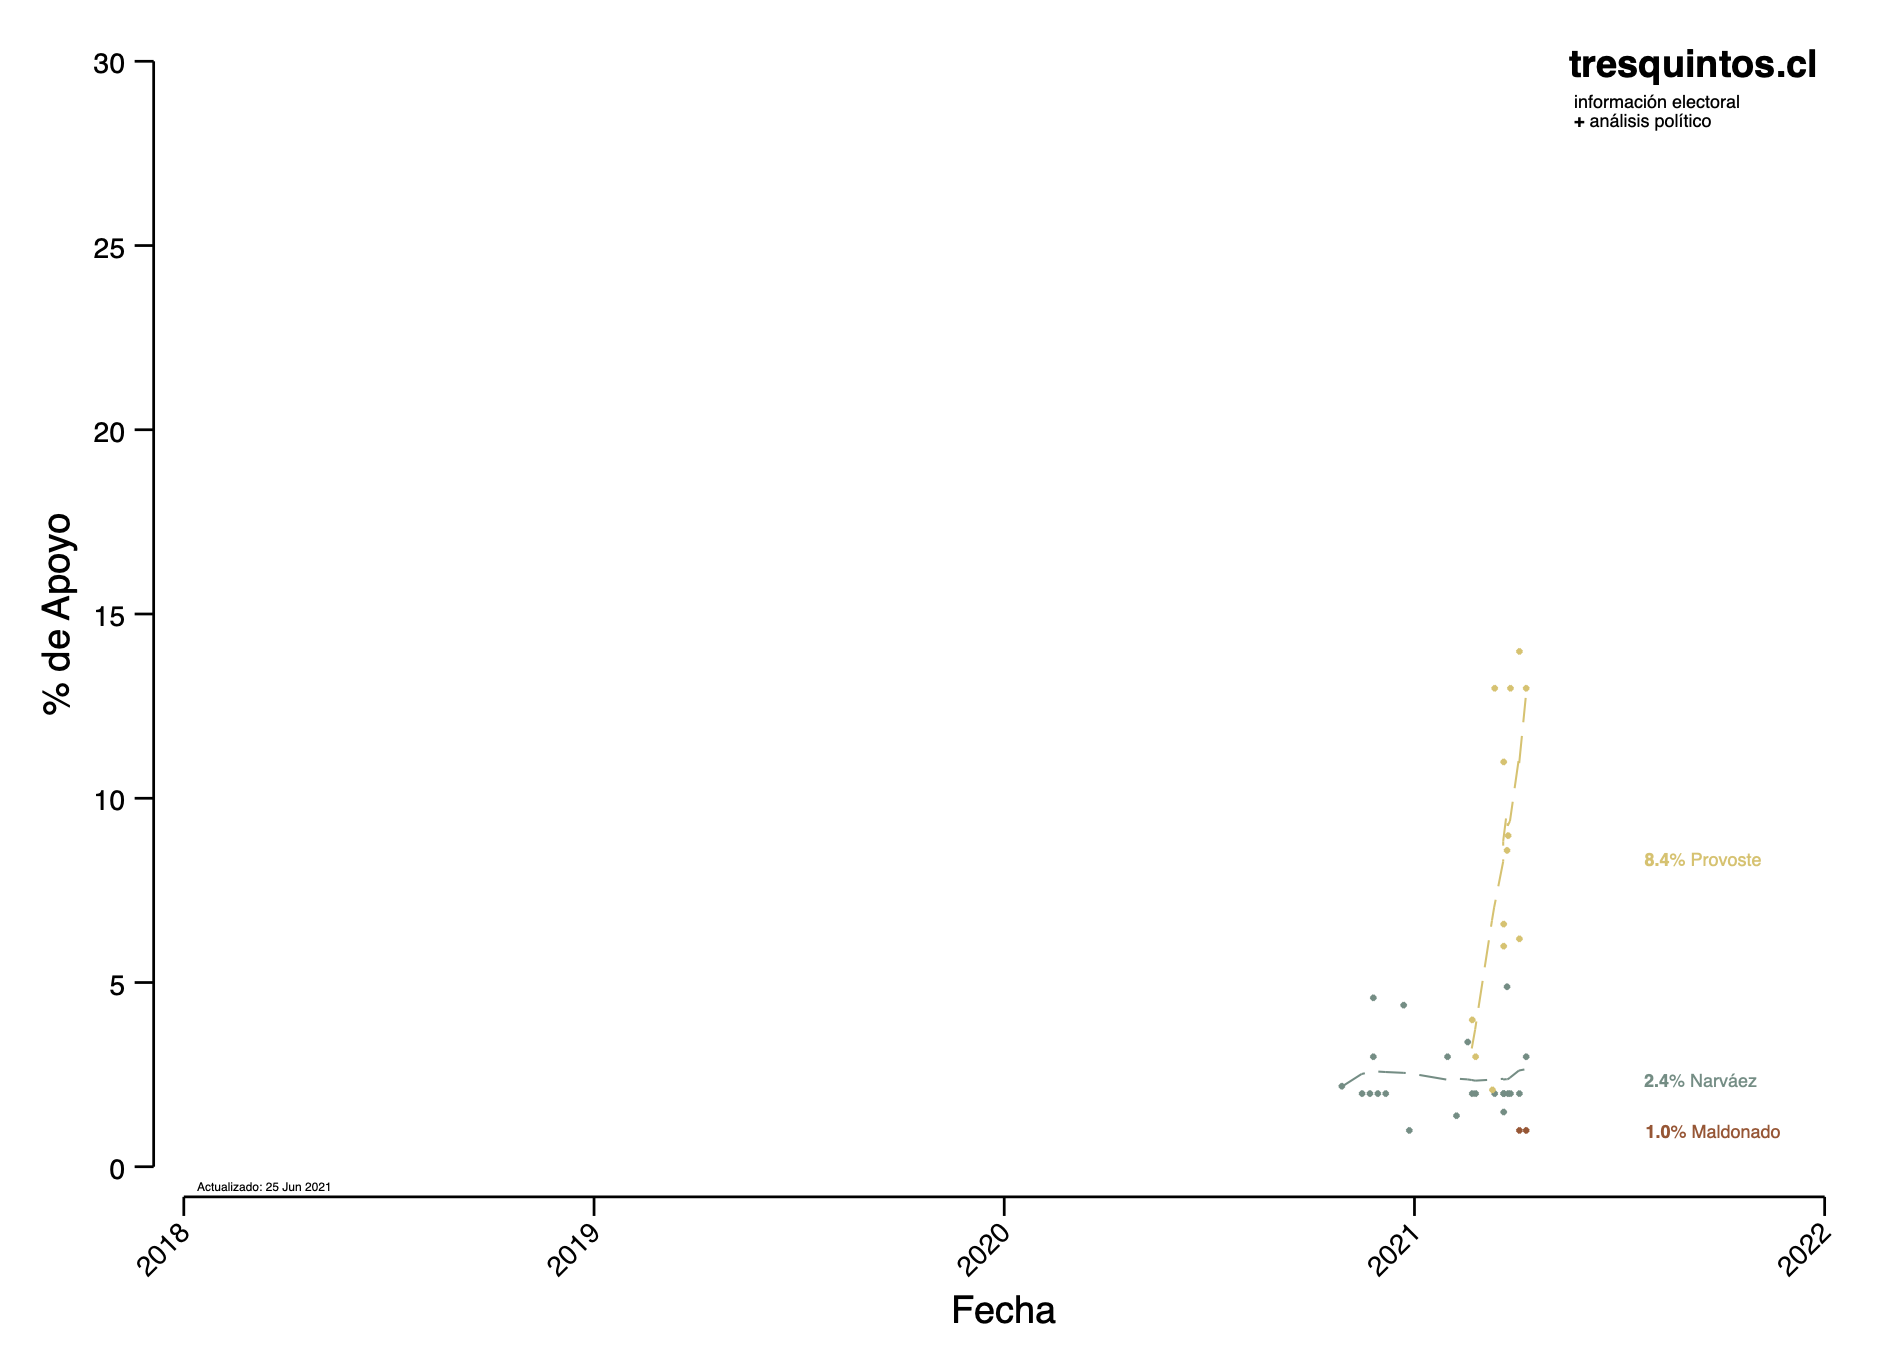 tresquintos.cl
información electoral
+ análisis político
30
25
20
15
10
5
0
% de Apoyo
8.4% Provoste
2.4% Narváez
1.0% Maldonado
Actualizado: 25 Jun 2021
2018
2019
2020
2021
2022
Fecha